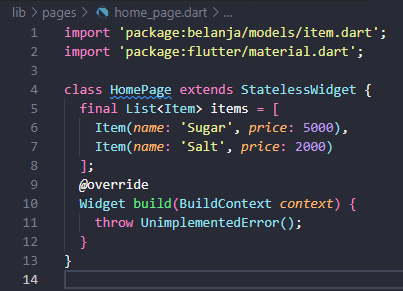 lib > pages > home_page.dart > ...
1 import 'package:belanja/models/item.dart';
2 import 'package:flutter/material.dart';
3
4 class HomePage extends StatelessWidget {
5   final List<Item> items = [
6     Item(name: 'Sugar', price: 5000),
7     Item(name: 'Salt', price: 2000)
8   ];
9   @override
10   Widget build(BuildContext context) {
11     throw UnimplementedError();
12   }
13 }
14